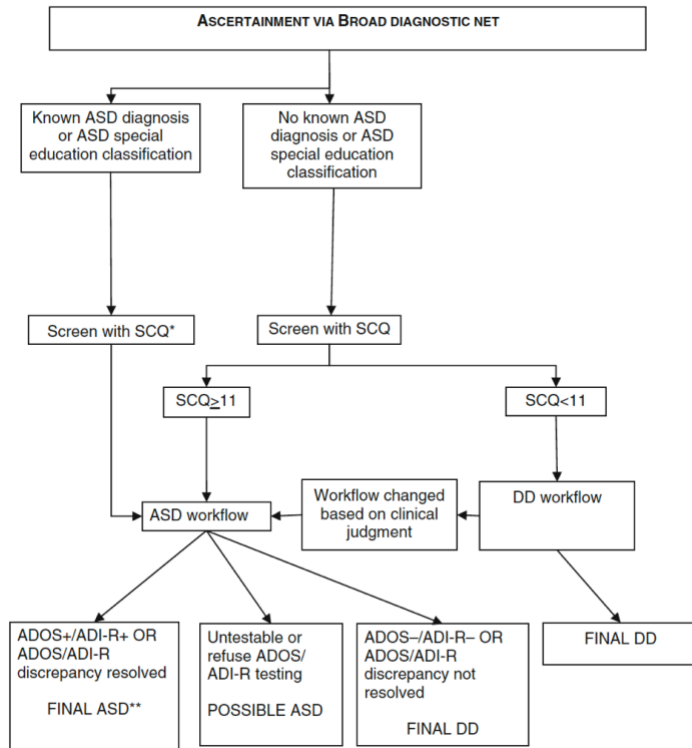 ASCERTAINMENT VIA BROAD DIAGNOSTIC NET
Known ASD diagnosis
or ASD special
education classification
No known ASD
diagnosis or ASD
special education
classification
Screen with SCQ*
Screen with SCQ
SCQ≥11
SCQ<11
ASD workflow
Workflow changed
based on clinical
judgment
DD workflow
ADOS+/ADI-R+ OR
ADOS/ADI-R
discrepancy resolved
FINAL ASD**
Untestable or
refuse ADOS/
ADI-R testing
POSSIBLE ASD
ADOS–/ADI-R– OR
ADOS/ADI-R
discrepancy not
resolved
FINAL DD
FINAL DD